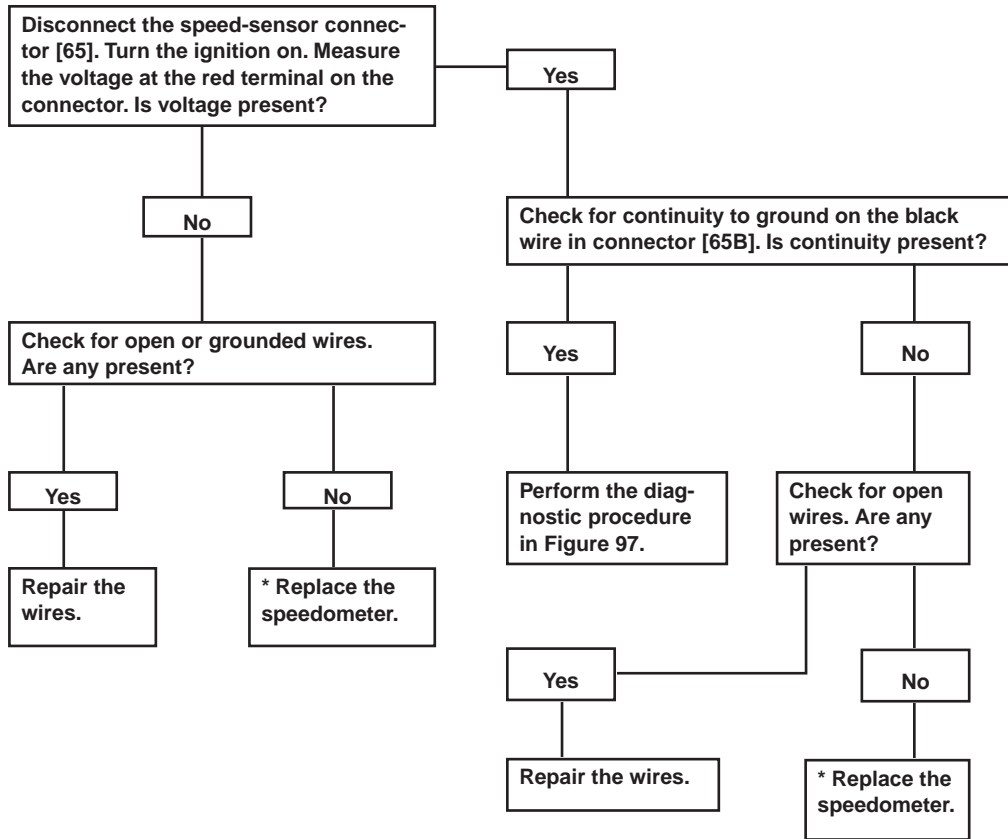 Disconnect the speed-sensor connec-
tor [65]. Turn the ignition on. Measure
the voltage at the red terminal on the
connector. Is voltage present?
Yes
No
Check for continuity to ground on the black
wire in connector [65B]. Is continuity present?
Check for open or grounded wires.
Are any present?
Yes
No
Yes
No
Perform the diag-
nostic procedure
in Figure 97.
Check for open
wires. Are any
present?
Repair the
wires.
* Replace the
speedometer.
Yes
No
Repair the wires.
* Replace the
speedometer.